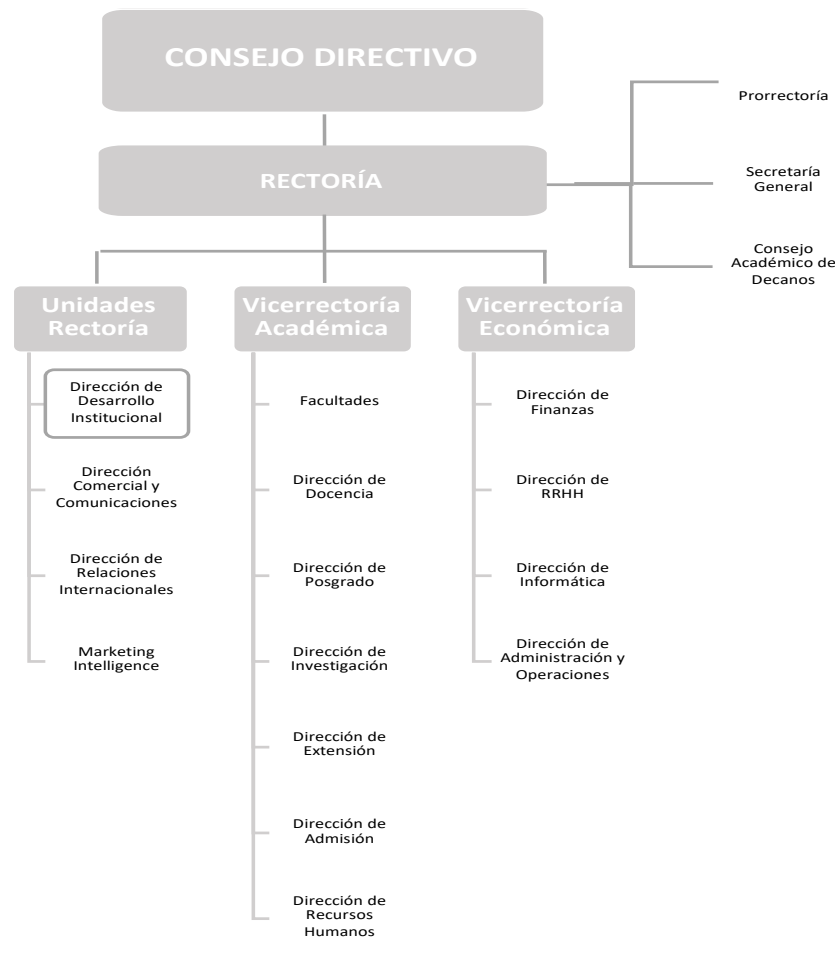 CONSEJO DIRECTIVO
RECTORÍA
Prorrectoría
Secretaría
General
Consejo
Académico de
Decanos
Unidades
Rectoría
Dirección de
Desarrollo
Institucional
Dirección
Comercial y
Comunicaciones
Dirección de
Relaciones
Internacionales
Marketing
Intelligence
Vicerrectoría
Académica
Facultades
Dirección de
Docencia
Dirección de
Posgrado
Dirección de
Investigación
Dirección de
Extensión
Dirección de
Admisión
Dirección de
Recursos
Humanos
Vicerrectoría
Económica
Dirección de
Finanzas
Dirección de
RRHH
Dirección de
Informática
Dirección de
Administración y
Operaciones